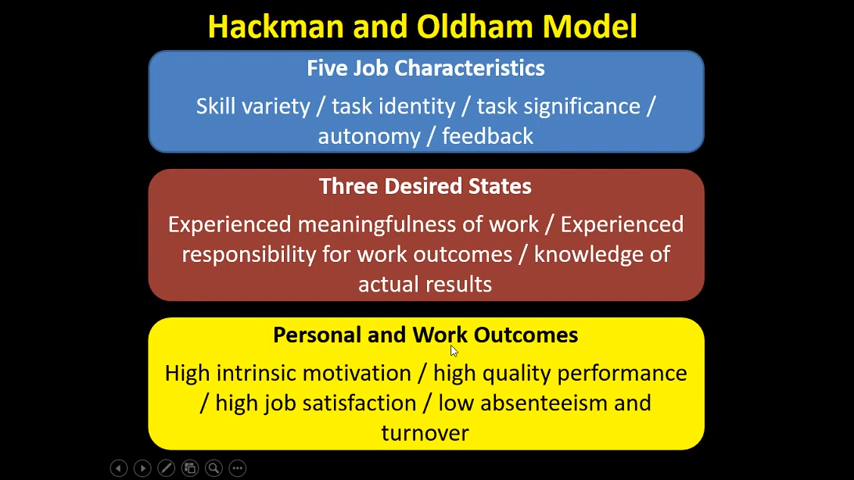 Hackman and Oldham Model
Five Job Characteristics
Skill variety / task identity / task significance /
autonomy / feedback
Three Desired States
Experienced meaningfulness of work / Experienced
responsibility for work outcomes / knowledge of
actual results
Personal and Work Outcomes
High intrinsic motivation / high quality performance
/ high job satisfaction / low absenteeism and
turnover